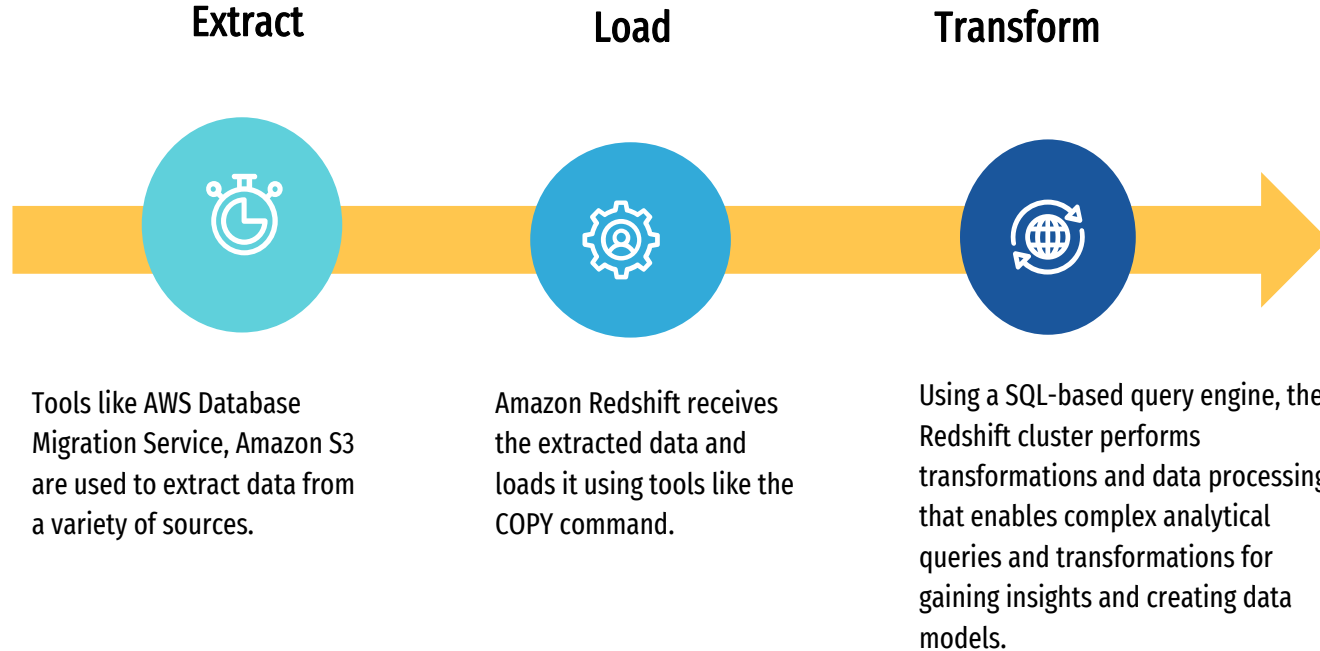 Extract
Load
Transform
Tools like AWS Database
Migration Service, Amazon S3
are used to extract data from
a variety of sources.
Amazon Redshift receives
the extracted data and
loads it using tools like the
COPY command.
Using a SQL-based query engine, the
Redshift cluster performs
transformations and data processing
that enables complex analytical
queries and transformations for
gaining insights and creating data
models.